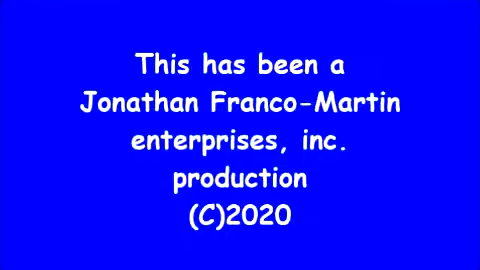 This has been a
Jonathan Franco-Martin
enterprises, inc.
production
(C)2020